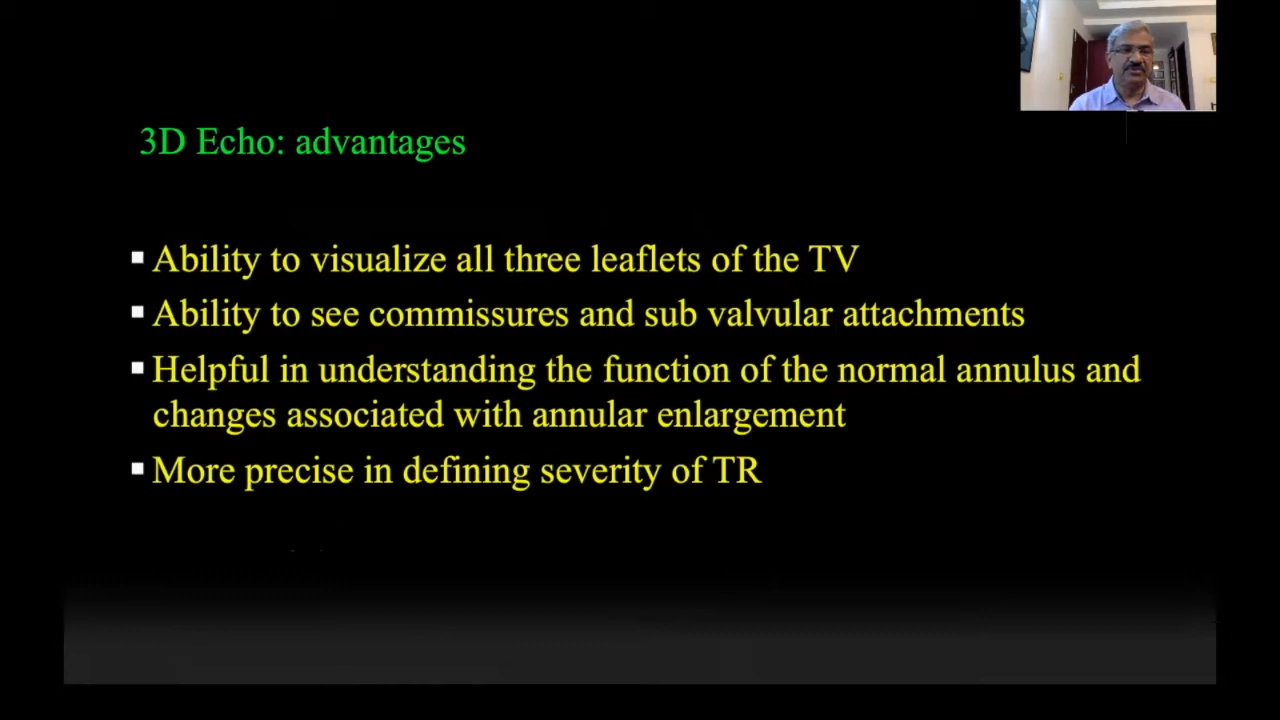 3D Echo: advantages
▪ Ability to visualize all three leaflets of the TV
▪ Ability to see commissures and sub valvular attachments
▪ Helpful in understanding the function of the normal annulus and
changes associated with annular enlargement
▪ More precise in defining severity of TR